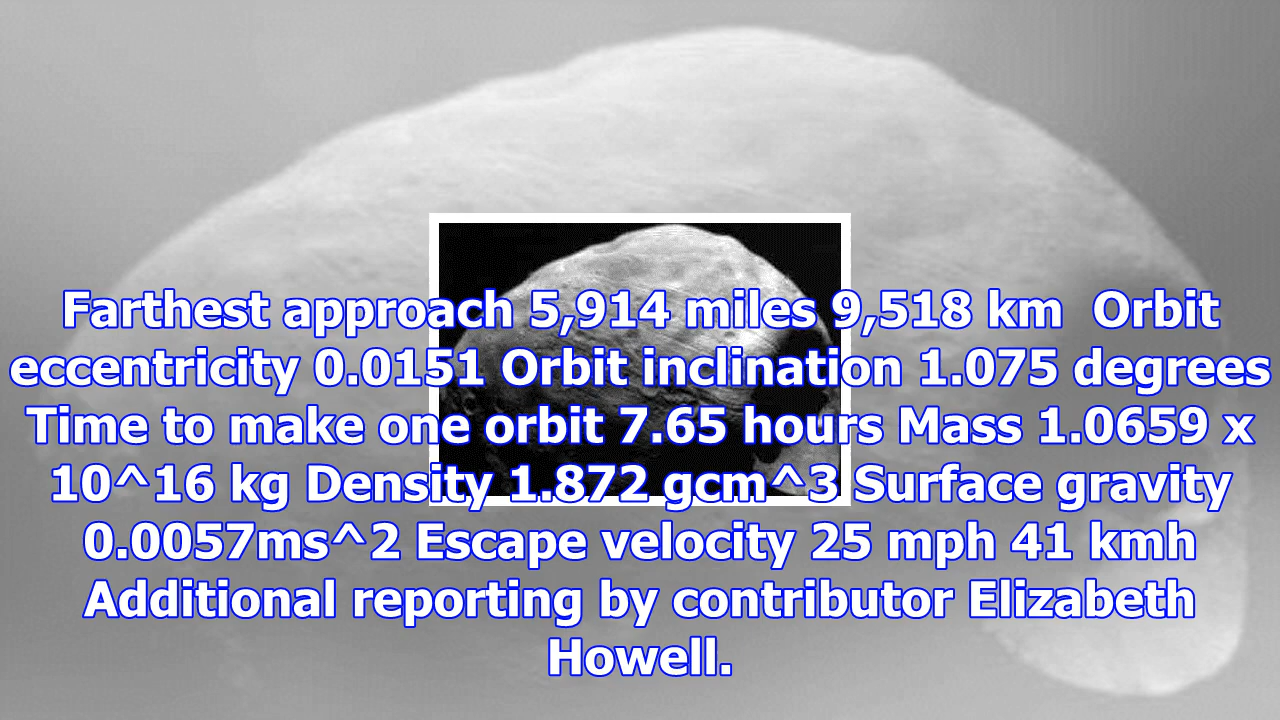 Farthest approach 5,914 miles 9,518 km  Orbit
eccentricity 0.0151 Orbit inclination 1.075 degrees
Time to make one orbit 7.65 hours Mass 1.0659 x
10^16 kg Density 1.872 gcm^3 Surface gravity
0.0057ms^2 Escape velocity 25 mph 41 kmh
Additional reporting by contributor Elizabeth
Howell.